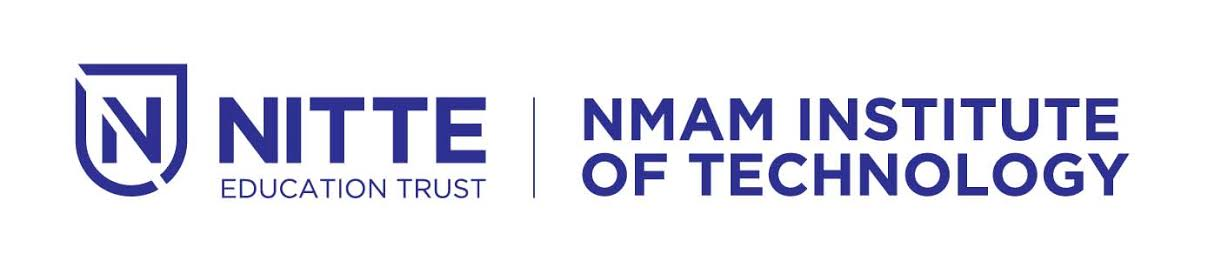 N
NITTE
EDUCATION TRUST
NMAM INSTITUTE
OF TECHNOLOGY